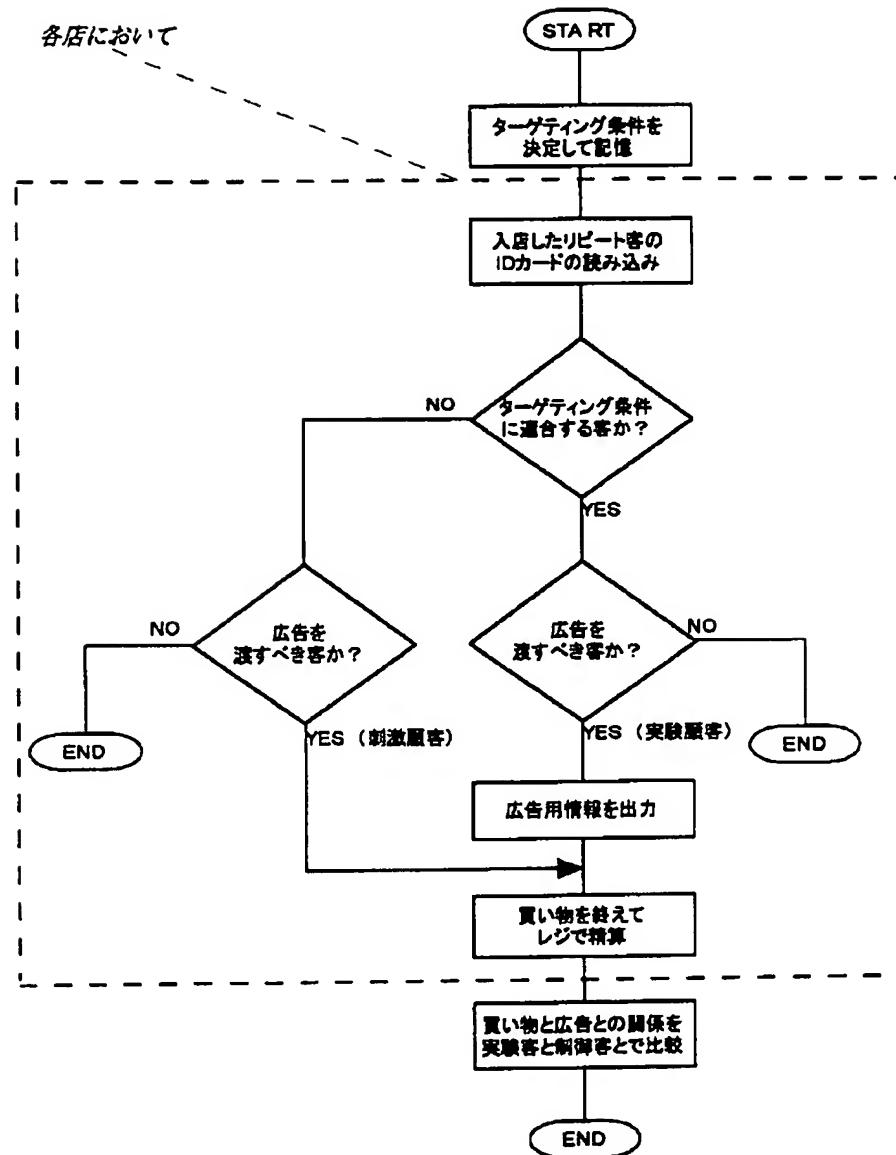 各店において
START
ターゲティング条件を
決定して記憶
入店したリピート客の
IDカードの読み込み
NO
ターゲティング条件
に適合する客か？
YES
NO
広告を
渡すべき客か？
広告を
渡すべき客か？
NO
END
YES（刺激顧客）
YES（実験顧客）
END
広告用情報を出力
買い物を終えて
レジで精算
買い物と広告との関係を
実験客と制御客とで比較
END